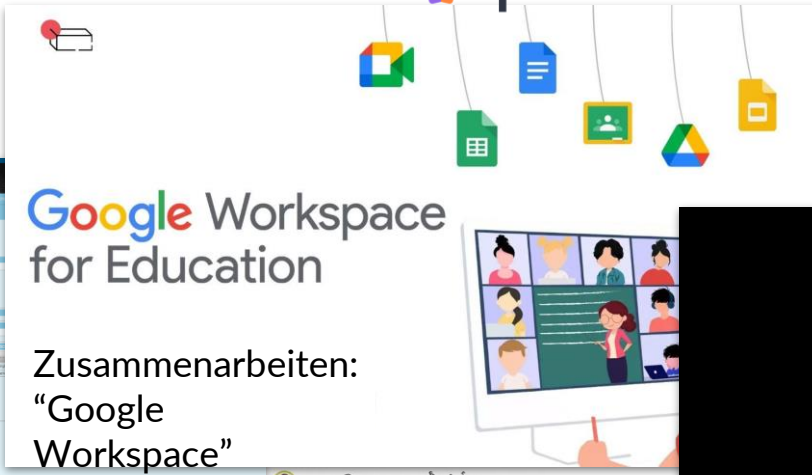 Google Workspace
for Education
Zusammenarbeiten:
“Google
Workspace”